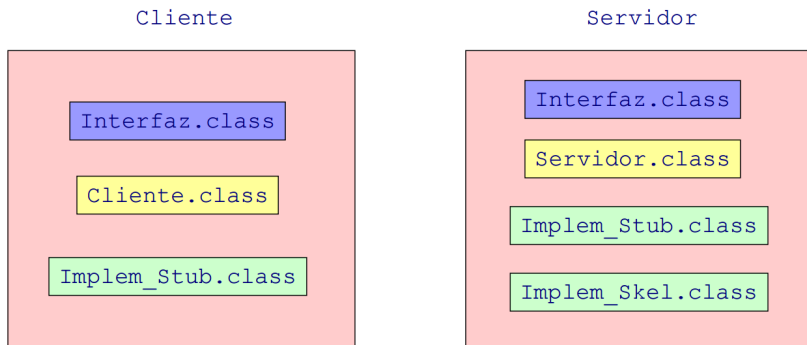 Cliente
Interfaz.class
Cliente.class
Implem_Stub.class
Servidor
Interfaz.class
Servidor.class
Implem_Stub.class
Implem_Skel.class